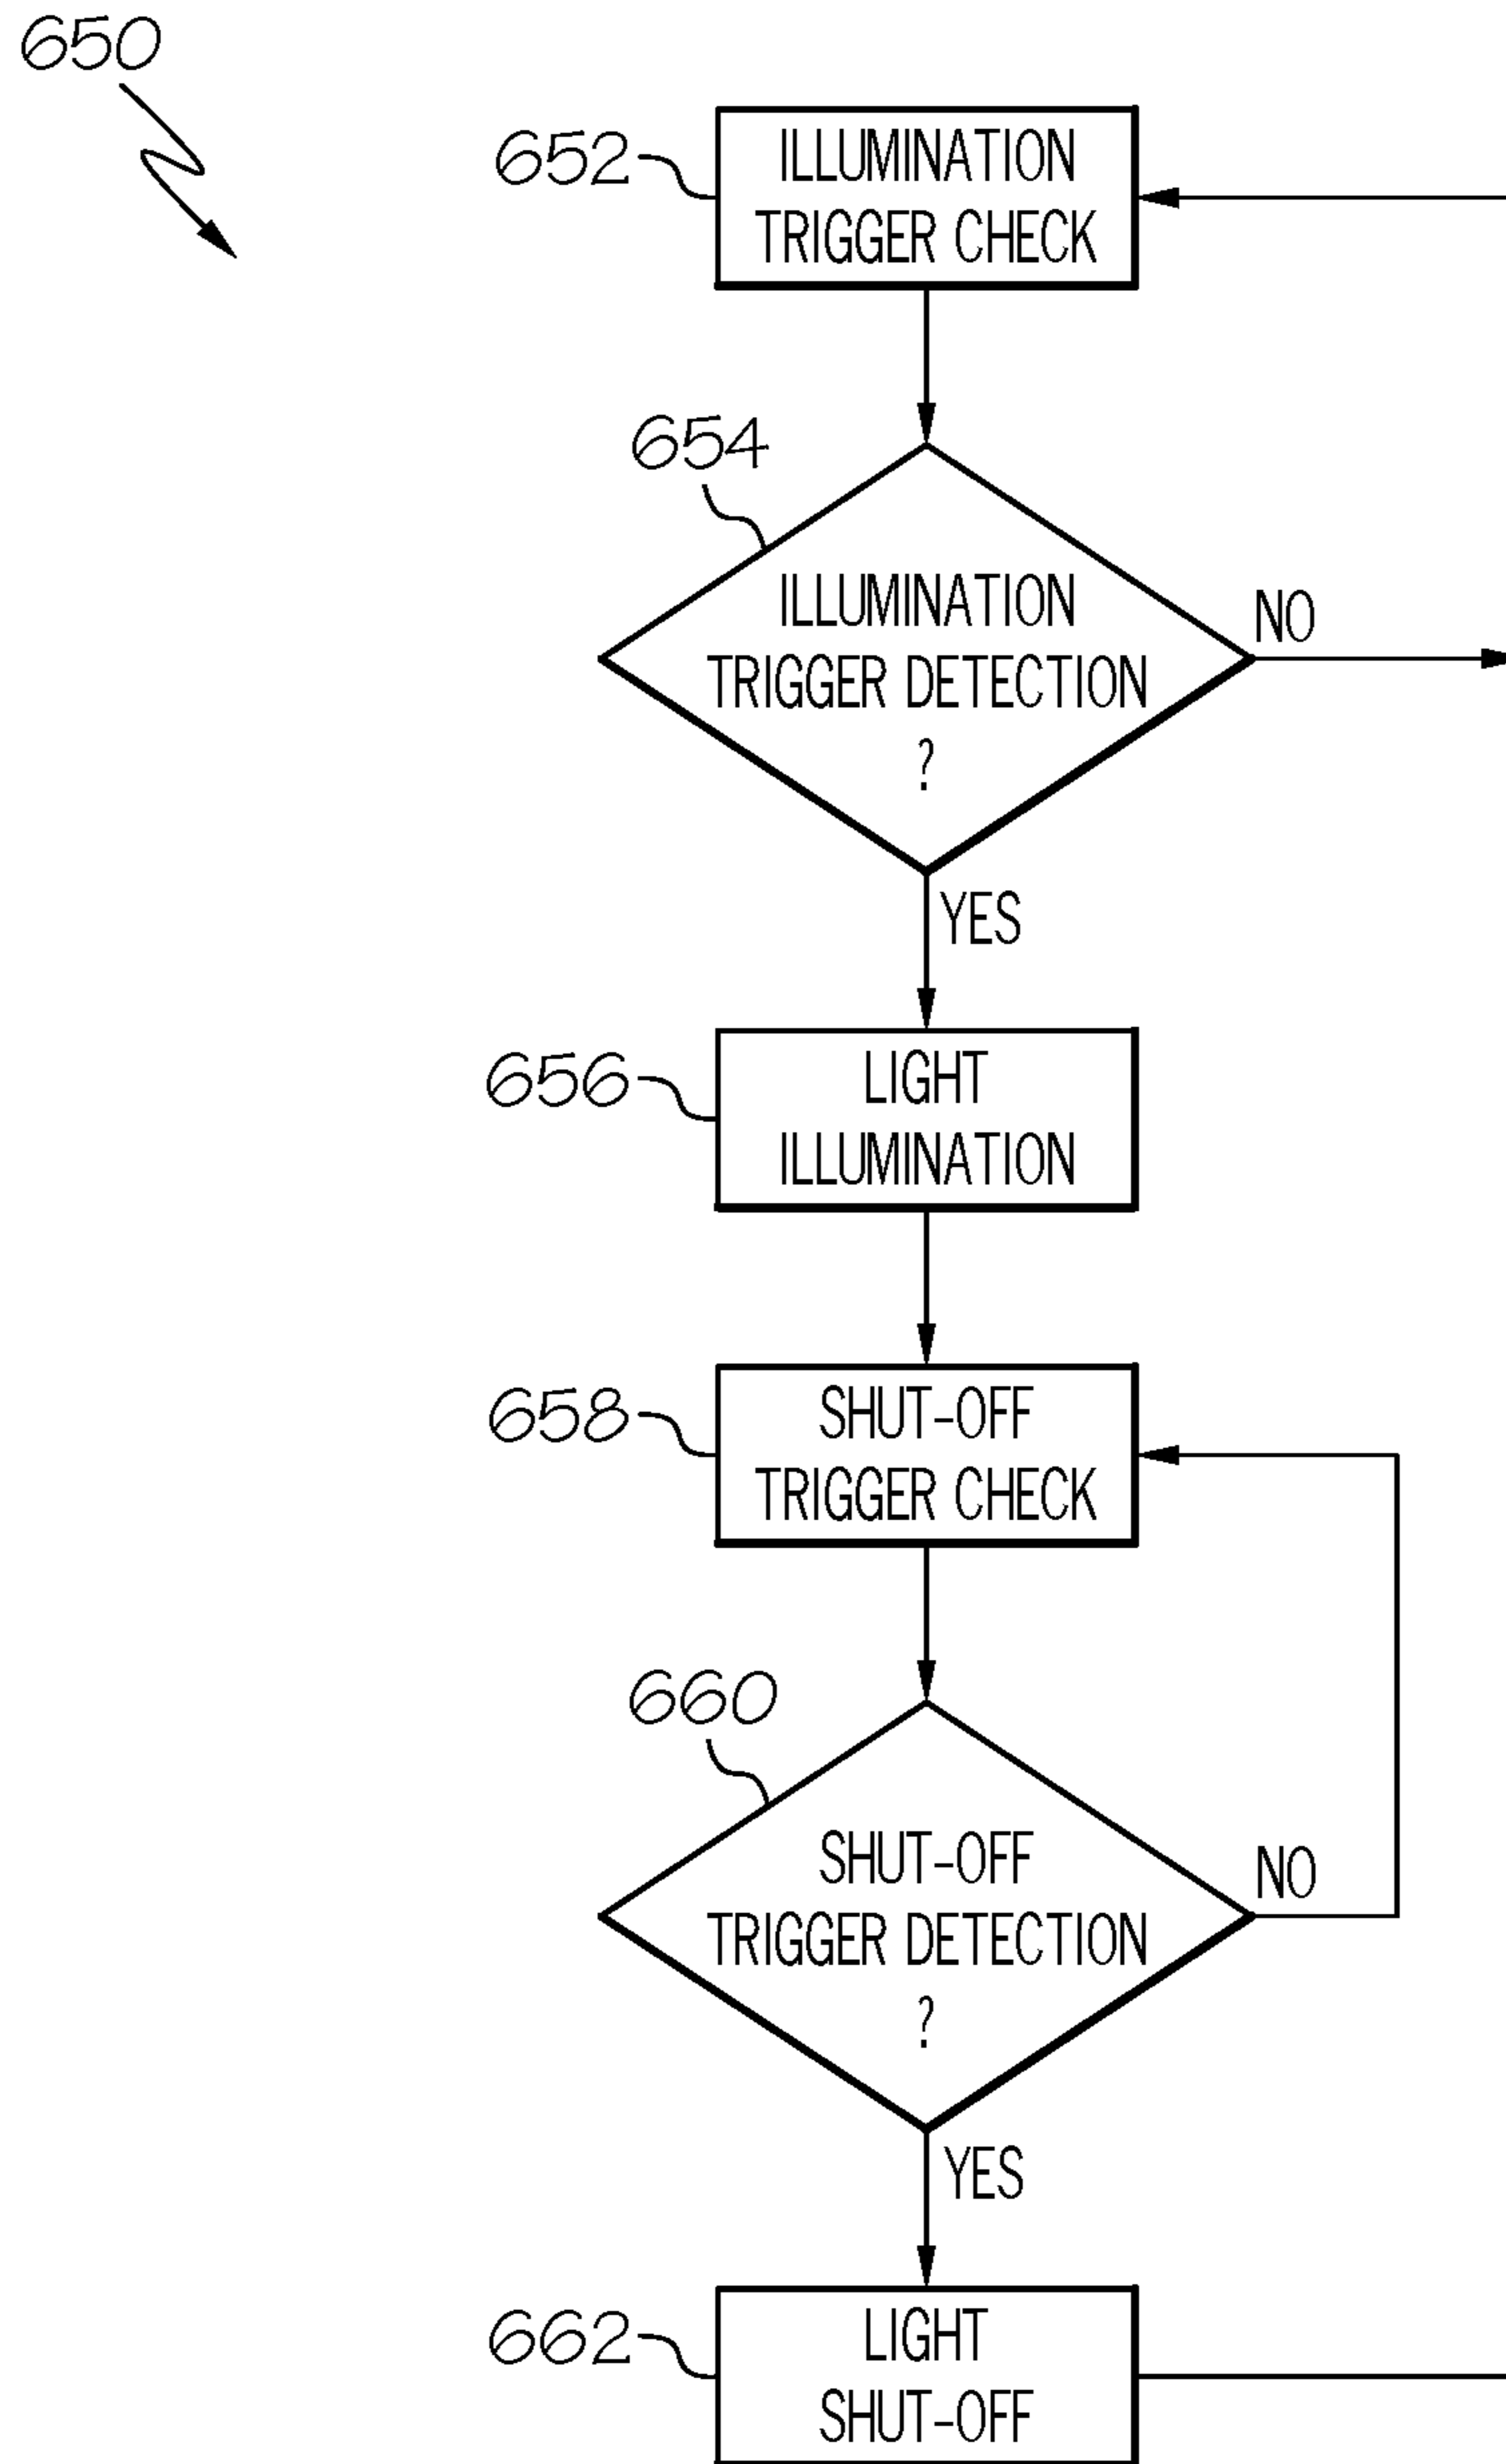 650
652
ILLUMINATION
TRIGGER CHECK
654
ILLUMINATION
TRIGGER DETECTION
?
NO
YES
656
LIGHT
ILLUMINATION
658
SHUT-OFF
TRIGGER CHECK
660
SHUT-OFF
TRIGGER DETECTION
?
NO
YES
662
LIGHT
SHUT-OFF